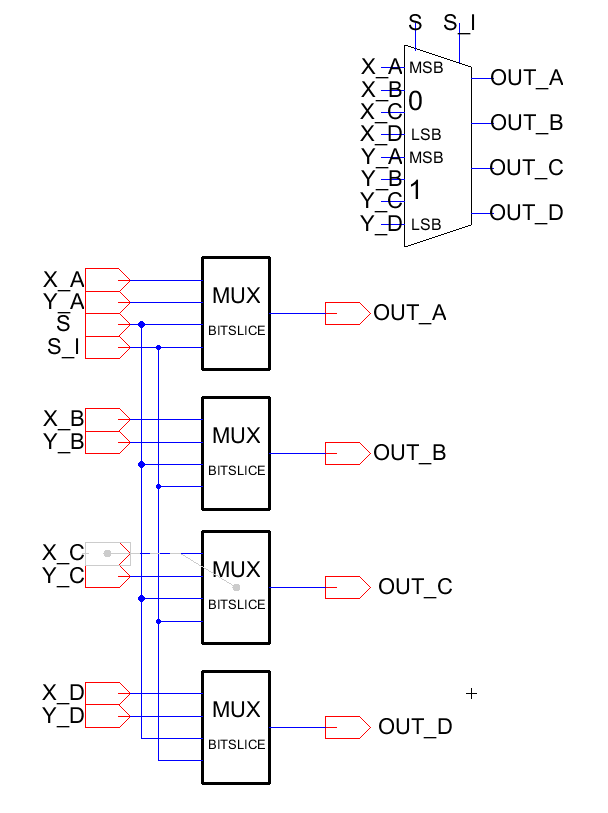 S S_I
X_A MSB OUT_A
X_B
0
X_C OUT_B
X_D LSB
Y_A MSB OUT_C
Y_B
1
Y_C OUT_D
Y_D LSB
X_A
Y_A
S
S_I
MUX
BITSLICE
OUT_A
X_B
Y_B
MUX
BITSLICE
OUT_B
X_C
Y_C
MUX
BITSLICE
OUT_C
X_D
Y_D
MUX
BITSLICE
OUT_D